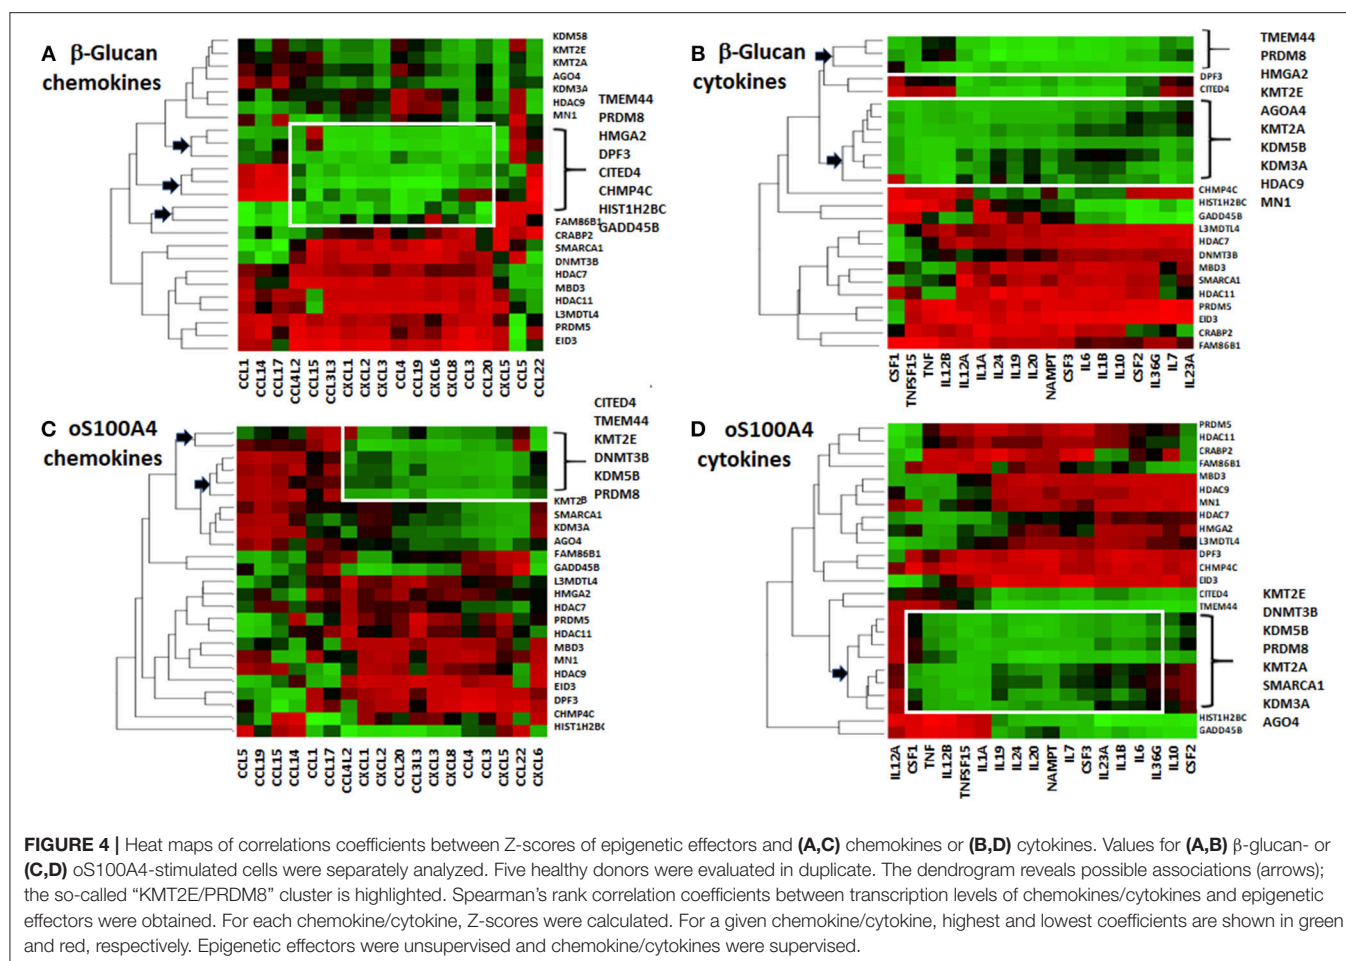 A
β-Glucan
chemokines
KDM5B
KMT2E
KMT2A
AGO4
KDM3A
HDAC9
MN1
TMEM44
PRDM8
HMGA2
DPF3
CITED4
CHMP4C
HIST1H2BC
GADD45B
FAM86B1
CRABP2
SMARCA1
DNMT3B
HDAC7
MBD3
HDAC11
L3MDTL4
PRDM5
EID3
CCL1
CCL14
CCL17
CCL4L2
CCL15
CCL3L3
CXCL1
CXCL2
CXCL3
CCL4
CCL19
CXCL6
CXCL8
CCL3
CCL20
CXCL5
CCL5
CCL22
B
β-Glucan
cytokines
TMEM44
PRDM8
HMGA2
KMT2E
AGOA4
KMT2A
KDM5B
KDM3A
HDAC9
MN1
DPF3
CITED4
CHMP4C
HIST1H2BC
GADD45B
L3MDTL4
HDAC7
DNMT3B
MBD3
SMARCA1
HDAC11
PRDM5
EID3
CRABP2
FAM86B1
CSF1
TNFSF15
TNF
IL12B
IL12A
IL1A
IL24
IL19
IL20
NAMPT
CSF3
IL6
IL1B
IL10
CSF2
IL36G
IL7
IL23A
C
oS100A4
chemokines
CITED4
TMEM44
KMT2E
DNMT3B
KDM5B
PRDM8
KMT2B
SMARCA1
KDM3A
AGO4
FAM86B1
GADD45B
L3MDTL4
HMGA2
HDAC7
PRDM5
HDAC11
MBD3
MN1
HDAC9
EID3
DPF3
CHMP4C
HIST1H2BC
CCL5
CCL19
CCL15
CCL14
CCL1
CCL17
CCL4L2
CXCL1
CXCL2
CCL20
CCL3L3
CXCL3
CXCL8
CCL4
CCL3
CXCL5
CCL22
CXCL6
D
oS100A4
cytokines
PRDM5
HDAC11
CRABP2
FAM86B1
MBD3
HDAC9
MN1
HDAC7
HMGA2
L3MDTL4
DPF3
CHMP4C
EID3
CITED4
TMEM44
KMT2E
DNMT3B
KDM5B
PRDM8
KMT2A
SMARCA1
KDM3A
AGO4
HIST1H2BC
GADD45B
IL12A
CSF1
TNF
IL12B
TNFSF15
IL1A
IL19
IL24
IL20
NAMPT
IL7
CSF3
IL23A
IL1B
IL6
IL36G
IL10
CSF2
FIGURE 4 | Heat maps of correlations coefficients between Z-scores of epigenetic effectors and (A,C) chemokines or (B,D) cytokines. Values for (A,B) β-glucan- or
(C,D) oS100A4-stimulated cells were separately analyzed. Five healthy donors were evaluated in duplicate. The dendrogram reveals possible associations (arrows);
the so-called “KMT2E/PRDM8” cluster is highlighted. Spearman’s rank correlation coefficients between transcription levels of chemokines/cytokines and epigenetic
effectors were obtained. For each chemokine/cytokine, Z-scores were calculated. For a given chemokine/cytokine, highest and lowest coefficients are shown in green
and red, respectively. Epigenetic effectors were unsupervised and chemokine/cytokines were supervised.